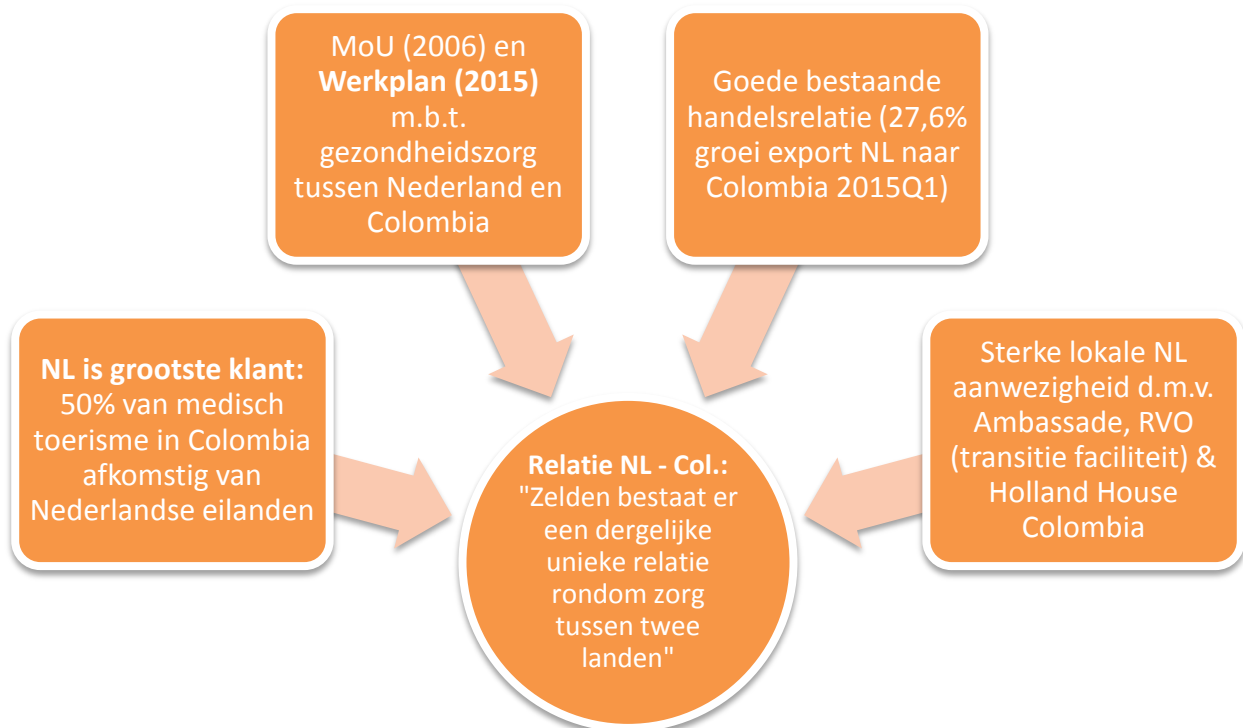 MoU (2006) en
Werkplan (2015)
m.b.t.
gezondheidszorg
tussen Nederland en
Colombia
Goede bestaande
handelsrelatie (27,6%
groei export NL naar
Colombia 2015Q1)
NL is grootste klant:
50% van medisch
toerisme in Colombia
afkomstig van
Nederlandse eilanden
Sterke lokale NL
aanwezigheid d.m.v.
Ambassade, RVO
(transitie faciliteit) &
Holland House
Colombia
Relatie NL - Col.:
"Zelden bestaat er
een dergelijke
unieke relatie
rondom zorg
tussen twee
landen"